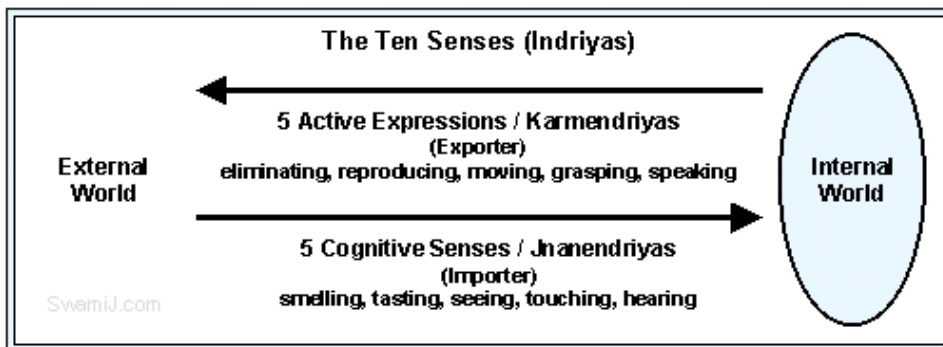 The Ten Senses (Indriyas)
5 Active Expressions / Karmendriyas
(Exporter)
eliminating, reproducing, moving, grasping, speaking
External
World
Internal
World
5 Cognitive Senses / Jnanendriyas
(Importer)
smelling, tasting, seeing, touching, hearing
SwamiJ.com